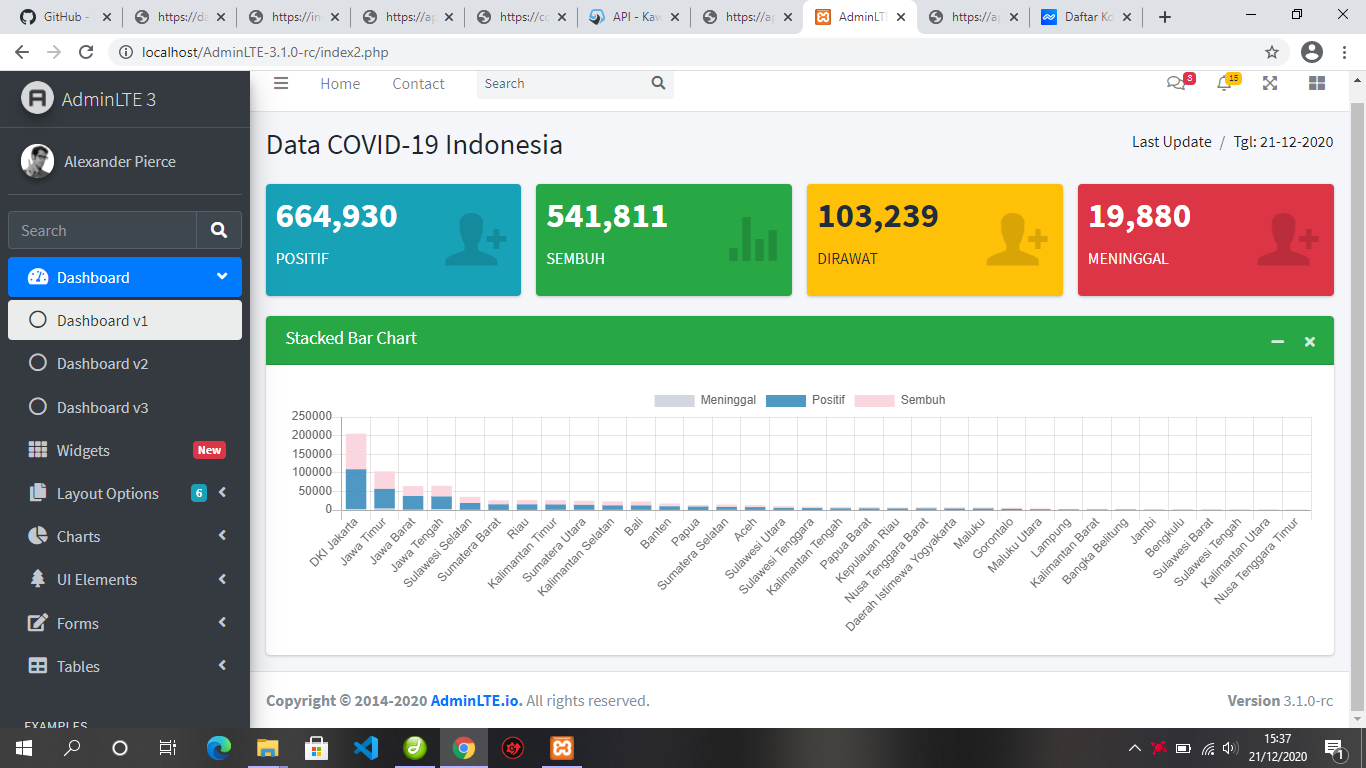 GitHub -
https://da
https://in
https://ap
https://co
API - Kaw
https://ap
AdminLT
https://ap
Daftar Ko
localhost/AdminLTE-3.1.0-rc/index2.php
AdminLTE 3
Home Contact Search
3
15
Alexander Pierce
Data COVID-19 Indonesia
Last Update / Tgl: 21-12-2020
Search
Dashboard
Dashboard v1
Dashboard v2
Dashboard v3
Widgets New
Layout Options 6
Charts
UI Elements
Forms
Tables
EXAMPLES
664,930
POSITIF
541,811
SEMBUH
103,239
DIRAWAT
19,880
MENINGGAL
Stacked Bar Chart
Meninggal Positif Sembuh
250000
200000
150000
100000
50000
0
DKI Jakarta
Jawa Timur
Jawa Barat
Jawa Tengah
Sulawesi Selatan
Sumatera Barat
Riau
Kalimantan Timur
Sumatera Utara
Kalimantan Selatan
Bali
Banten
Papua
Sumatera Selatan
Aceh
Sulawesi Utara
Sulawesi Tenggara
Kalimantan Tengah
Papua Barat
Kepulauan Riau
Nusa Tenggara Barat
Daerah Istimewa Yogyakarta
Maluku
Gorontalo
Maluku Utara
Lampung
Kalimantan Barat
Bangka Belitung
Jambi
Bengkulu
Sulawesi Barat
Sulawesi Tengah
Kalimantan Utara
Nusa Tenggara Timur
Copyright © 2014-2020 AdminLTE.io. All rights reserved.
Version 3.1.0-rc
15:37
21/12/2020
1